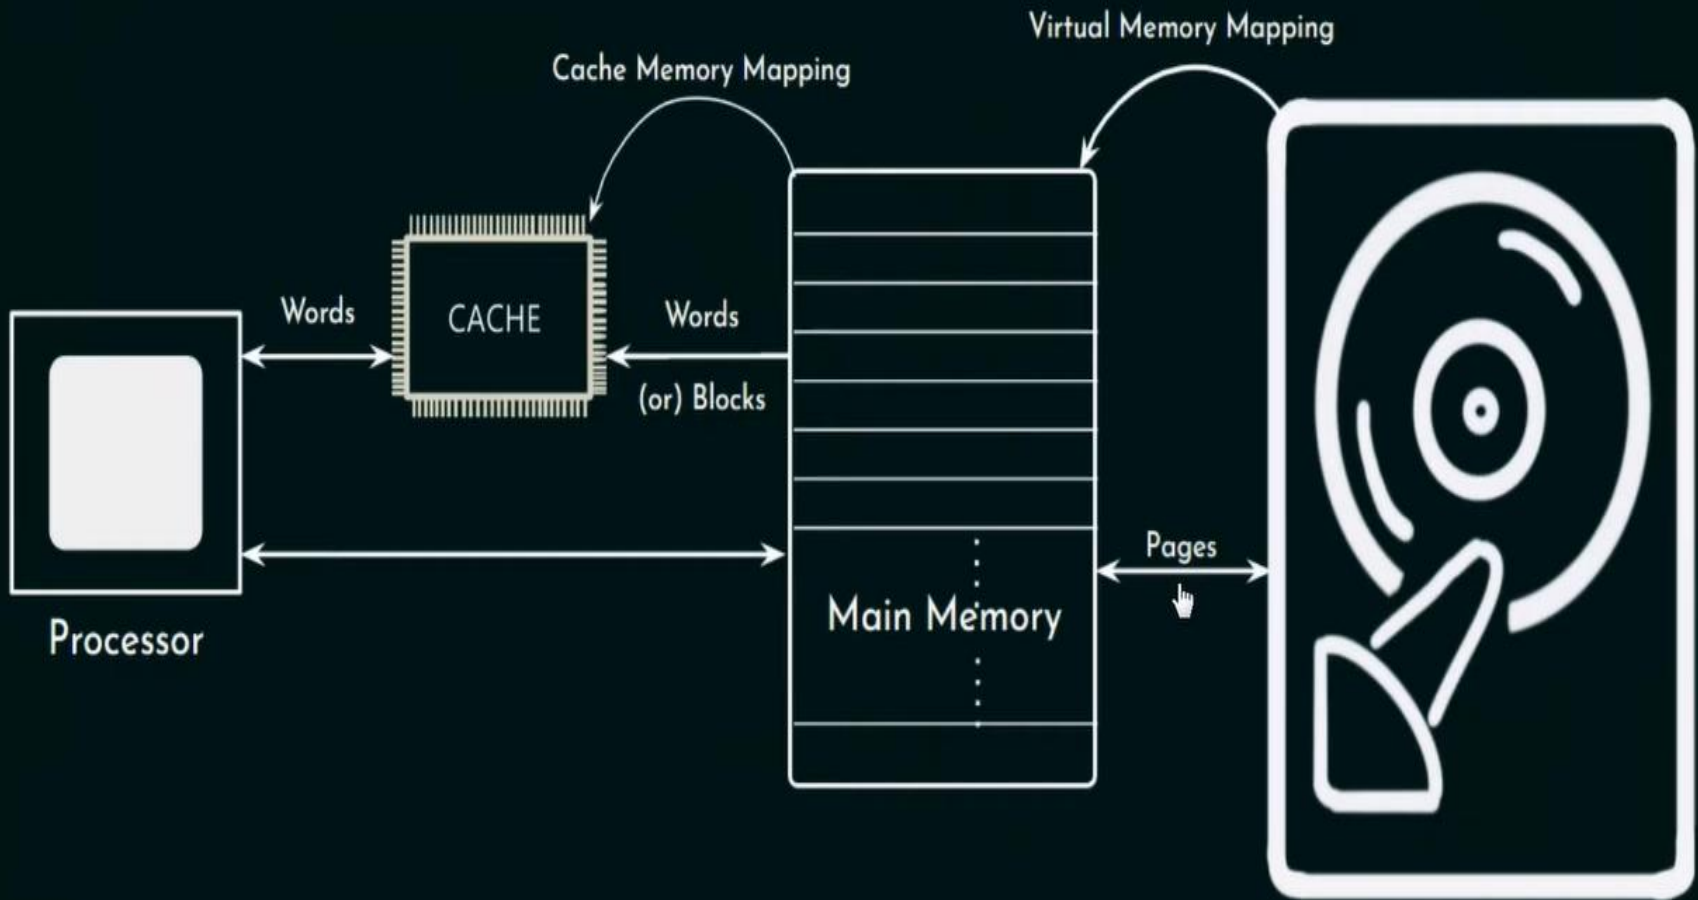 Virtual Memory Mapping
Cache Memory Mapping
Words
CACHE
Words
(or) Blocks
Pages
Main Memory
Processor